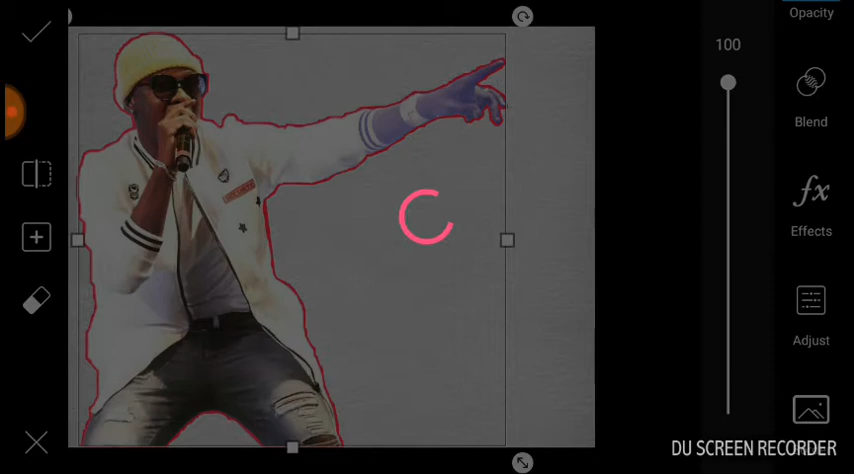 Opacity
100
Blend
fx
Effects
Adjust
DU SCREEN RECORDER